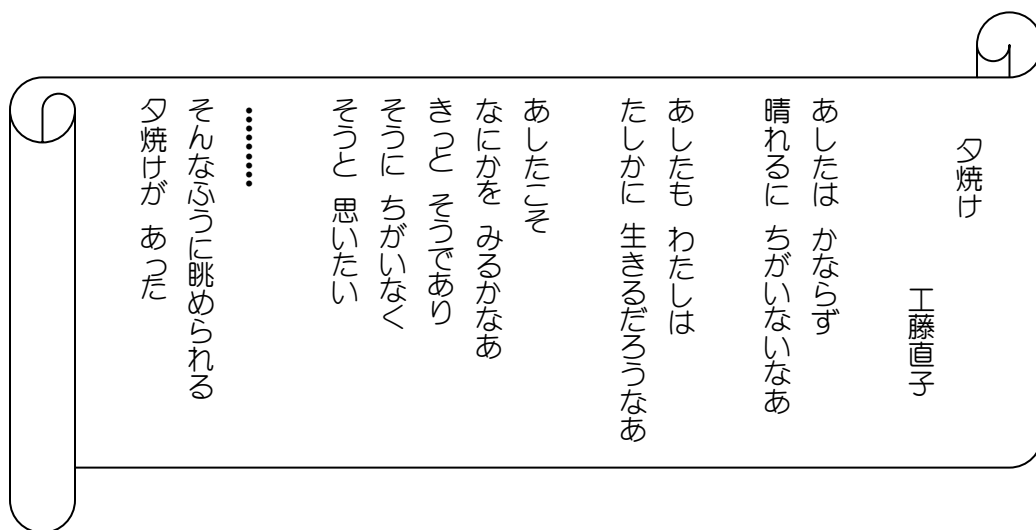 夕焼け
工藤直子
あしたは かならず
晴れるに ちがいないなあ
あしたも わたしは
たしかに 生きるだろうなあ
あしたこそ
なにかを みるかなあ
きっと そうであり
そうに ちがいなく
そうと 思いたい
………
そんなふうに眺められる
夕焼けが あった